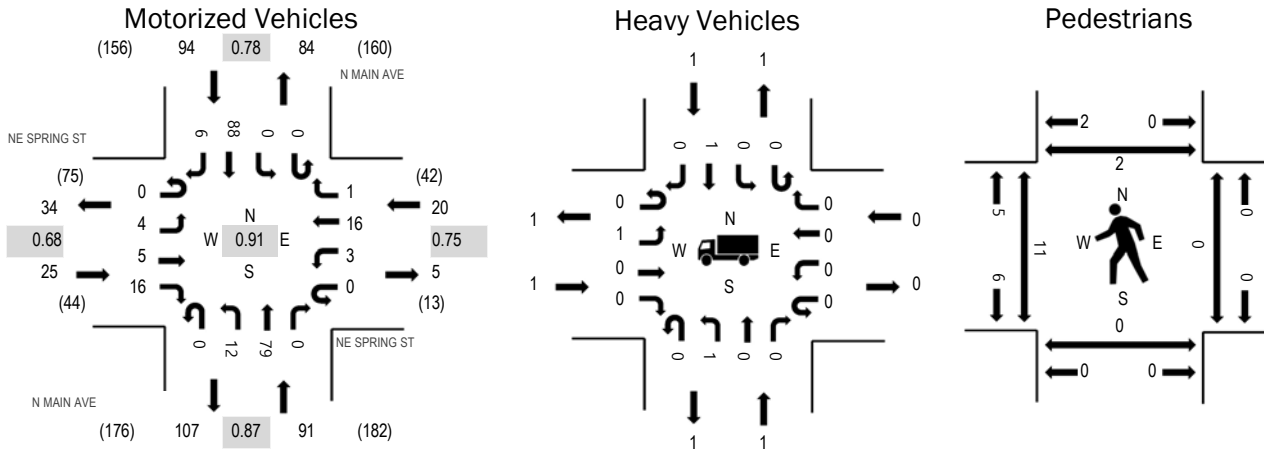 Motorized Vehicles
(156) 94 0.78 84 (160)
N MAIN AVE
NE SPRING ST
6 88 0 0
(75)
34
0.68
25
(44)
0
4
5
16
N
W 0.91 E
S
1
16
3
0
(42)
20
0.75
5
(13)
0 12 79 0
NE SPRING ST
N MAIN AVE
(176) 107 0.87 91 (182)
Heavy Vehicles
1 1
0 1 0 0
1
1
0
1
0
0
N
W E
S
0
0
0
0
0
0
0 1 0 0
1 1
Pedestrians
2 0
2
5
6
11
N
W E
S
0
0
0
0
0 0